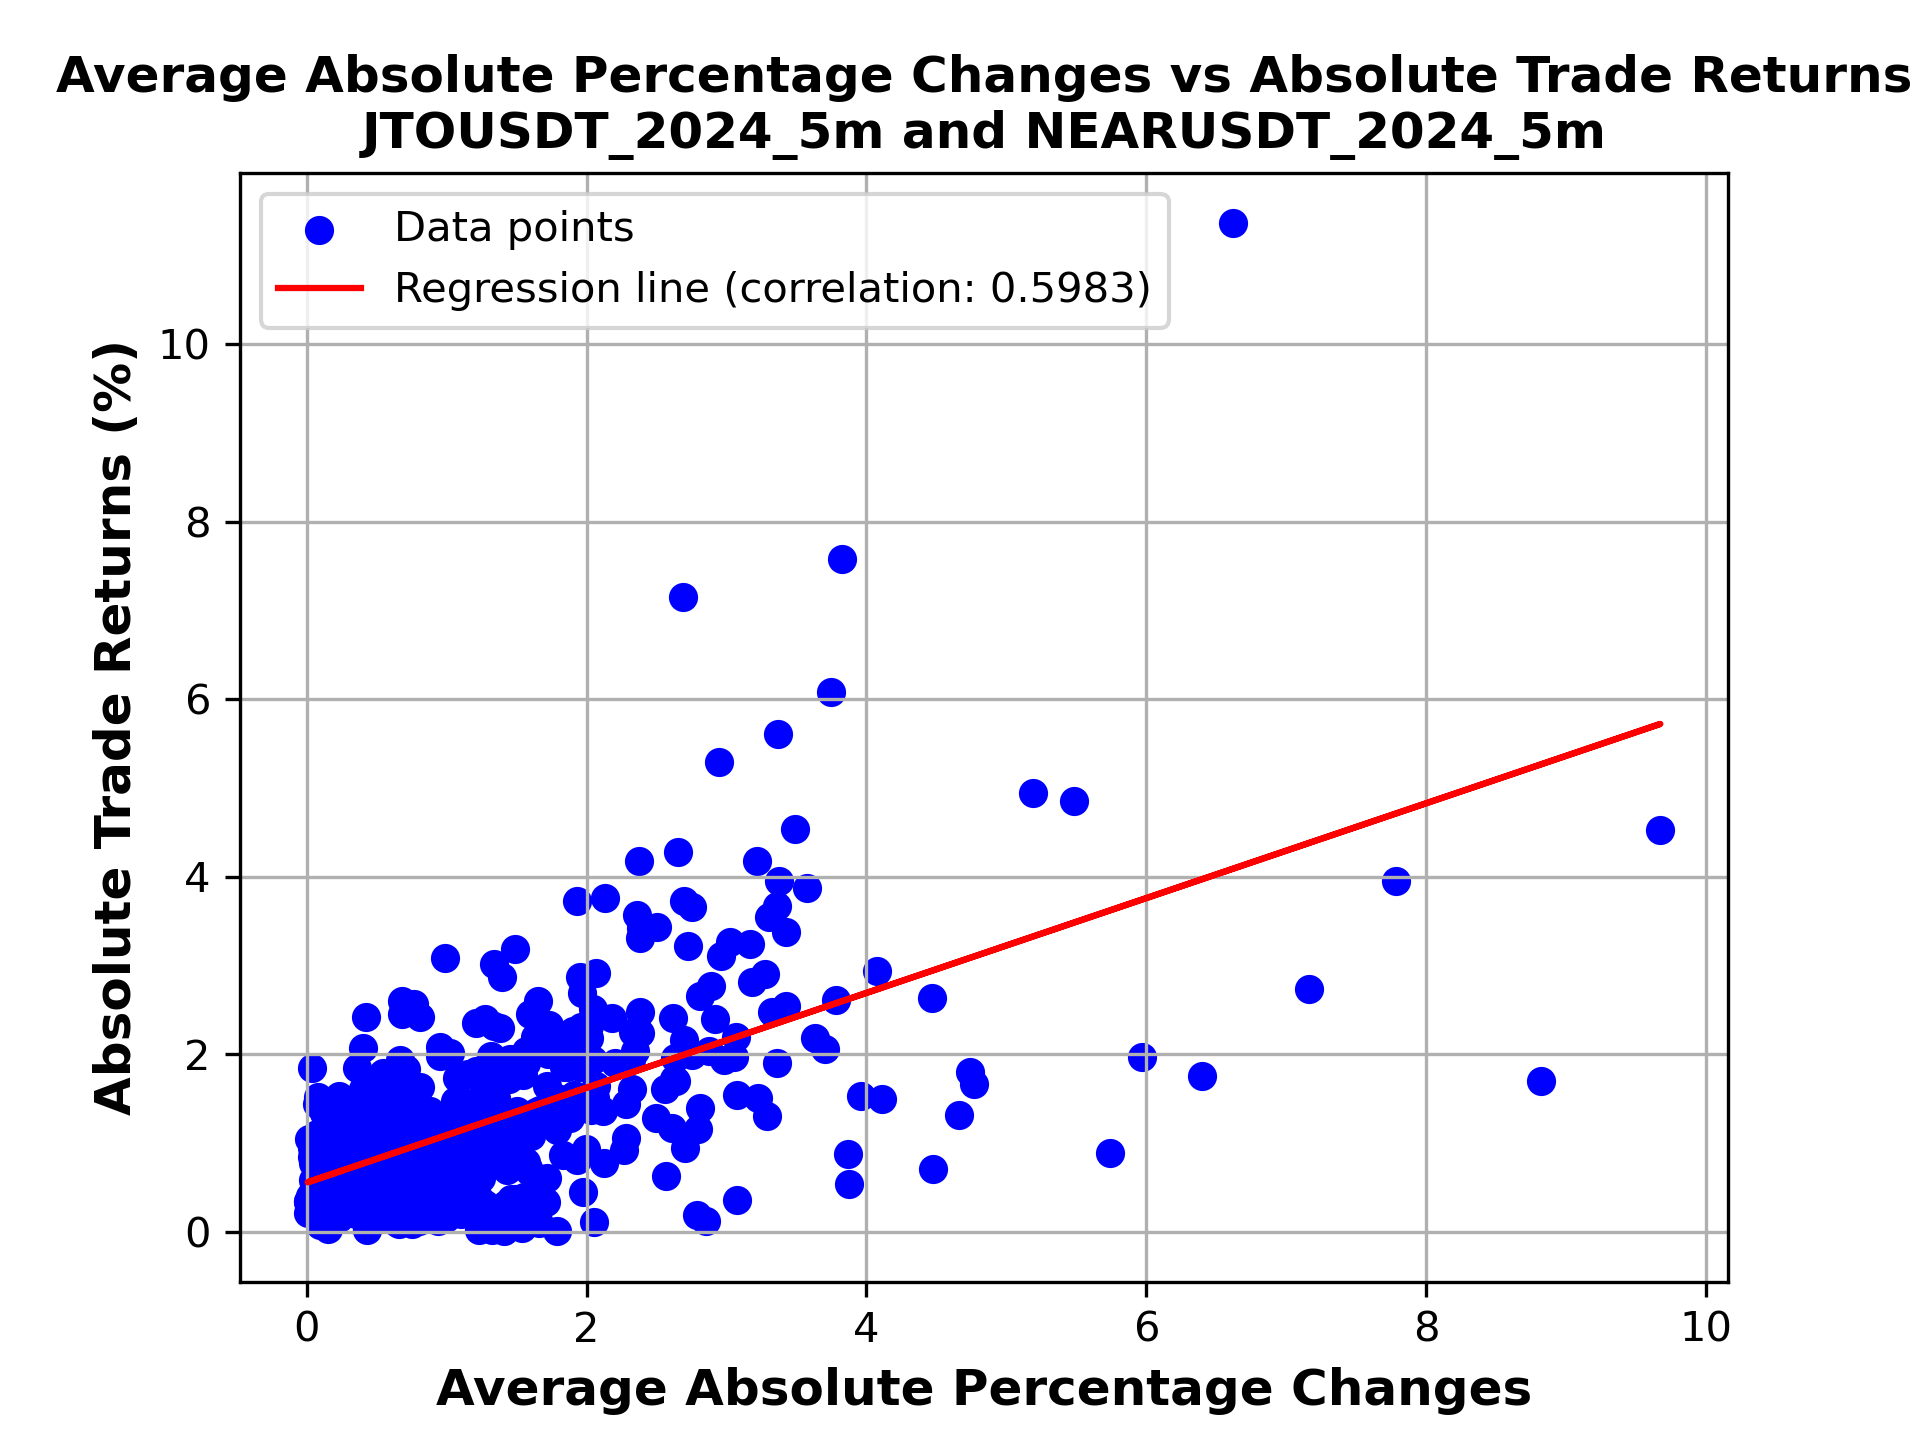 Average Absolute Percentage Changes vs Absolute Trade Returns
JTOUSDT_2024_5m and NEARUSDT_2024_5m
Data points
Regression line (correlation: 0.5983)
Absolute Trade Returns (%)
10
8
6
4
2
0
0 2 4 6 8 10
Average Absolute Percentage Changes